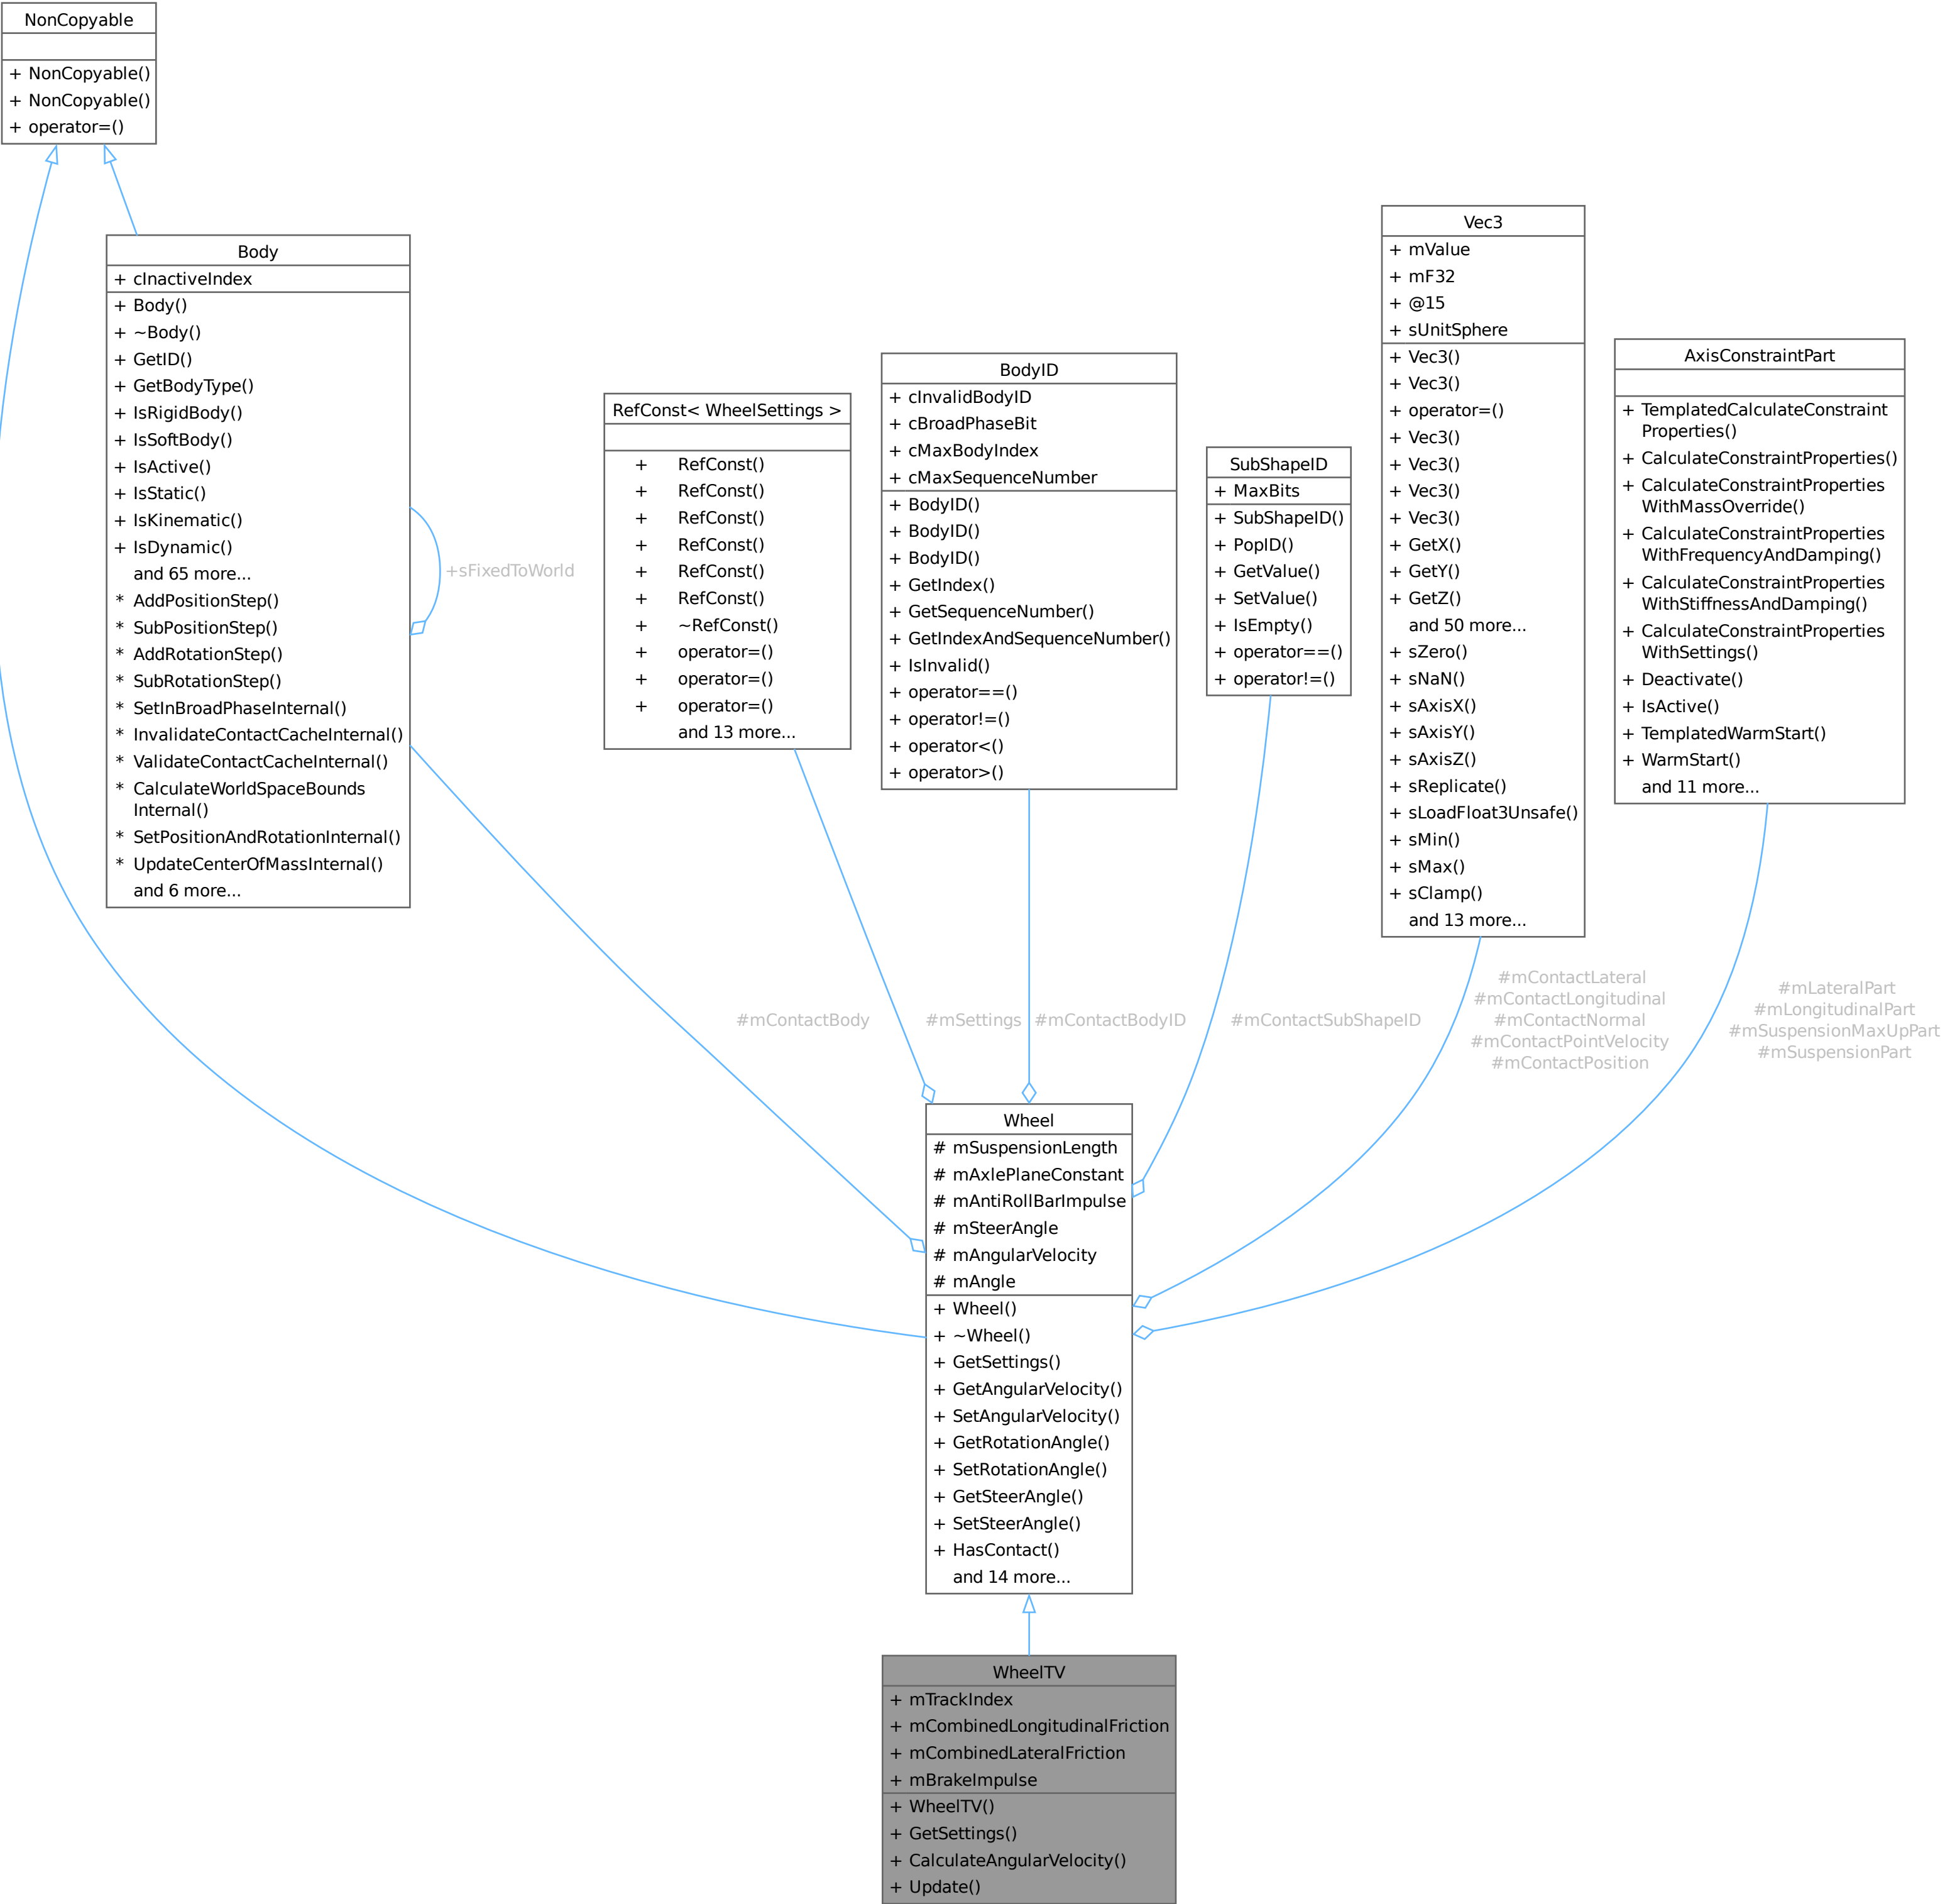 NonCopyable
+ NonCopyable()
+ NonCopyable()
+ operator=()
Body
+ cInactiveIndex
+ Body()
+ ~Body()
+ GetID()
+ GetBodyType()
+ IsRigidBody()
+ IsSoftBody()
+ IsActive()
+ IsStatic()
+ IsKinematic()
+ IsDynamic()
and 65 more...
* AddPositionStep()
* SubPositionStep()
* AddRotationStep()
* SubRotationStep()
* SetInBroadPhaseInternal()
* InvalidateContactCacheInternal()
* ValidateContactCacheInternal()
* CalculateWorldSpaceBounds
Internal()
* SetPositionAndRotationInternal()
* UpdateCenterOfMassInternal()
and 6 more...
+sFixedToWorld
RefConst< WheelSettings >
+ RefConst()
+ RefConst()
+ RefConst()
+ RefConst()
+ RefConst()
+ RefConst()
+ ~RefConst()
+ operator=()
+ operator=()
+ operator=()
and 13 more...
BodyID
+ cInvalidBodyID
+ cBroadPhaseBit
+ cMaxBodyIndex
+ cMaxSequenceNumber
+ BodyID()
+ BodyID()
+ BodyID()
+ GetIndex()
+ GetSequenceNumber()
+ GetIndexAndSequenceNumber()
+ IsInvalid()
+ operator==()
+ operator!=()
+ operator<()
+ operator>()
SubShapeID
+ MaxBits
+ SubShapeID()
+ PopID()
+ GetValue()
+ SetValue()
+ IsEmpty()
+ operator==()
+ operator!=()
Vec3
+ mValue
+ mF32
+ @15
+ sUnitSphere
+ Vec3()
+ Vec3()
+ operator=()
+ Vec3()
+ Vec3()
+ Vec3()
+ Vec3()
+ GetX()
+ GetY()
+ GetZ()
and 50 more...
+ sZero()
+ sNaN()
+ sAxisX()
+ sAxisY()
+ sAxisZ()
+ sReplicate()
+ sLoadFloat3Unsafe()
+ sMin()
+ sMax()
+ sClamp()
and 13 more...
AxisConstraintPart
+ TemplatedCalculateConstraint
Properties()
+ CalculateConstraintProperties()
+ CalculateConstraintProperties
WithMassOverride()
+ CalculateConstraintProperties
WithFrequencyAndDamping()
+ CalculateConstraintProperties
WithStiffnessAndDamping()
+ CalculateConstraintProperties
WithSettings()
+ Deactivate()
+ IsActive()
+ TemplatedWarmStart()
+ WarmStart()
and 11 more...
#mContactBody
#mSettings
#mContactBodyID
#mContactSubShapeID
#mContactLateral
#mContactLongitudinal
#mContactNormal
#mContactPointVelocity
#mContactPosition
#mLateralPart
#mLongitudinalPart
#mSuspensionMaxUpPart
#mSuspensionPart
Wheel
# mSuspensionLength
# mAxlePlaneConstant
# mAntiRollBarImpulse
# mSteerAngle
# mAngularVelocity
# mAngle
+ Wheel()
+ ~Wheel()
+ GetSettings()
+ GetAngularVelocity()
+ SetAngularVelocity()
+ GetRotationAngle()
+ SetRotationAngle()
+ GetSteerAngle()
+ SetSteerAngle()
+ HasContact()
and 14 more...
WheelTV
+ mTrackIndex
+ mCombinedLongitudinalFriction
+ mCombinedLateralFriction
+ mBrakeImpulse
+ WheelTV()
+ GetSettings()
+ CalculateAngularVelocity()
+ Update()